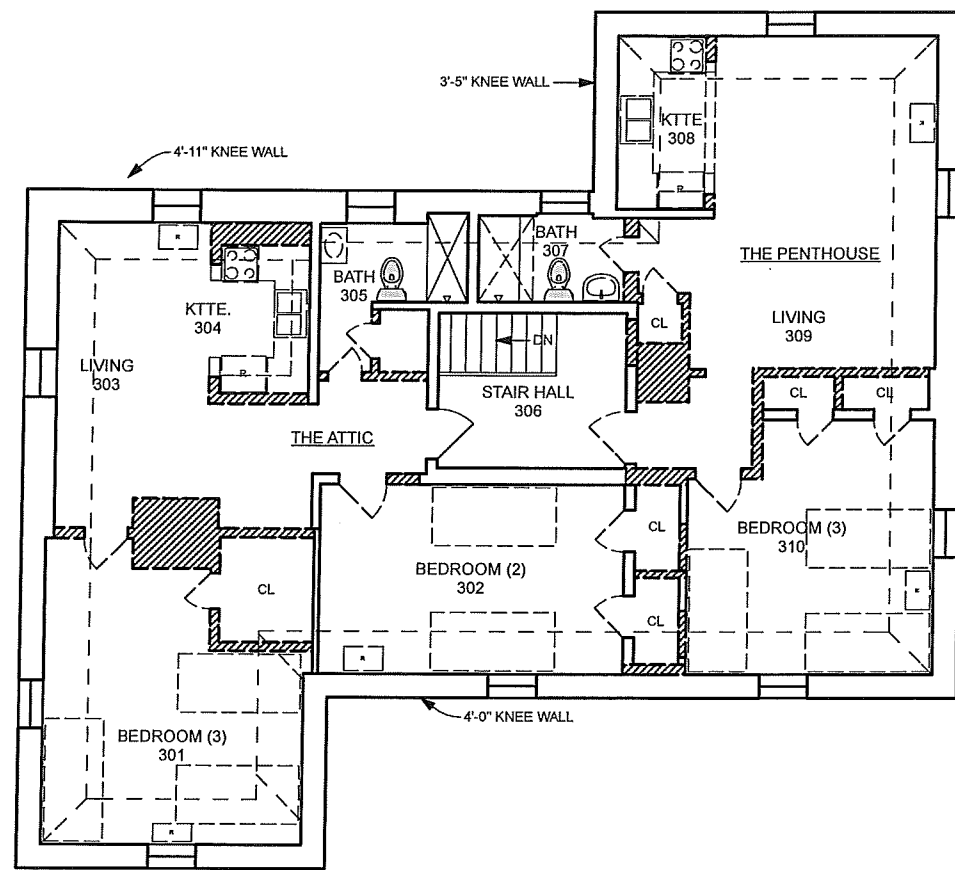 3'-5" KNEE WALL
KTTE
308
4'-11" KNEE WALL
R
R
R
BATH
307
BATH
305
THE PENTHOUSE
KTTE.
304
CL
LIVING
309
DN
LIVING
303
R
STAIR HALL
306
CL
CL
THE ATTIC
CL
BEDROOM (3)
310
BEDROOM (2)
302
CL
R
CL
R
4'-0" KNEE WALL
BEDROOM (3)
301
R